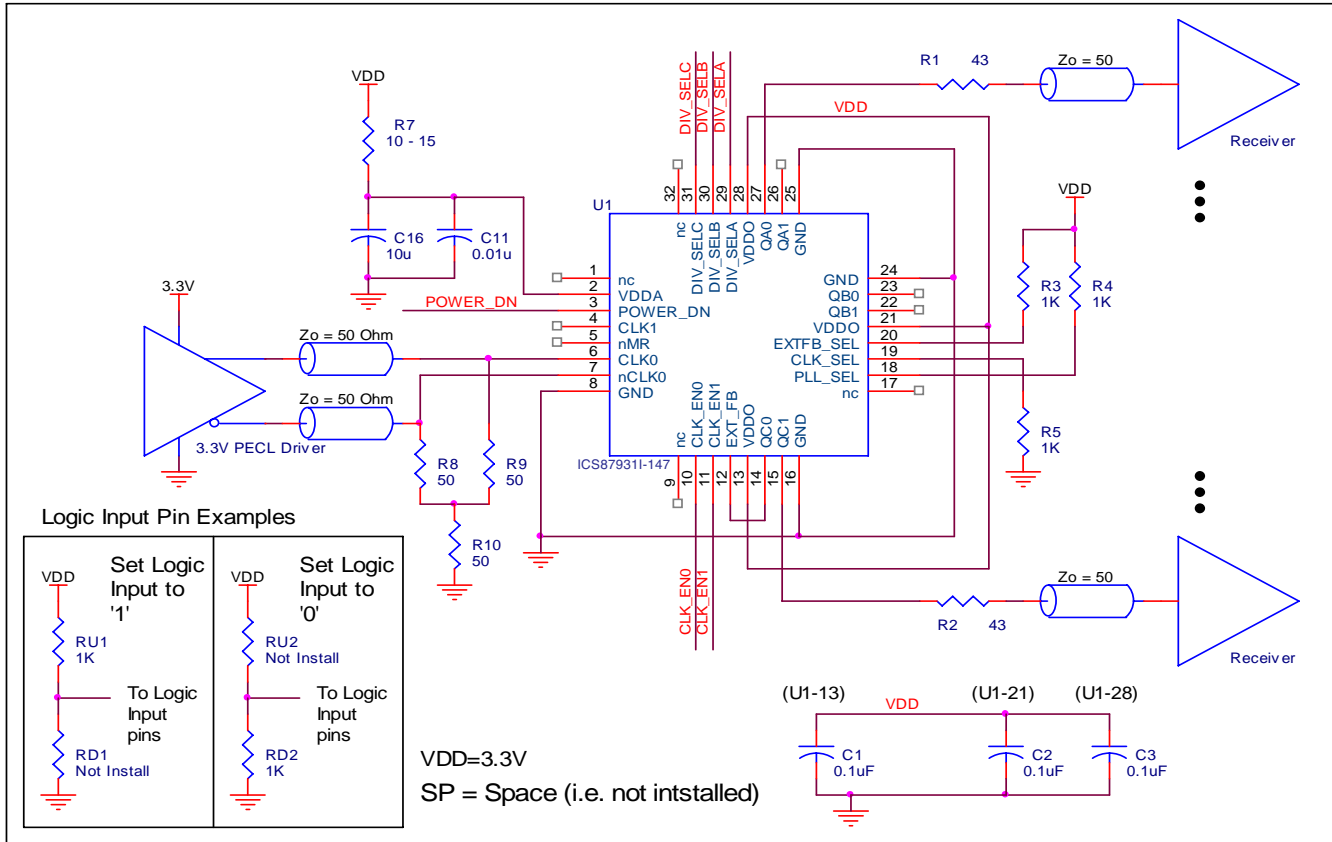 VDD
R7
10 - 15
C16
10u
C11
0.01u
DIV_SELC
DIV_SELB
DIV_SELA
VDD
R1 43
Zo = 50
Receiver
U1
32
31
30
29
28
27
26
25
nc
DIV_SELC
DIV_SELB
DIV_SELA
VDDO
QA0
QA1
GND
1 nc
2 VDDA
3 POWER_DN
4 CLK1
5 nMR
6 CLK0
7 nCLK0
8 GND
POWER_DN
GND 24
QB0 23
QB1 22
VDDO 21
EXTFB_SEL 20
CLK_SEL 19
PLL_SEL 18
nc 17
nc
CLK_EN0
CLK_EN1
EXT_FB
VDDO
QC0
QC1
GND
9
10
11
12
13
14
15
16
ICS87931I-147
VDD
R3
1K
R4
1K
R5
1K
3.3V
Zo = 50 Ohm
Zo = 50 Ohm
3.3V PECL Driver
R8
50
R9
50
R10
50
CLK_EN0
CLK_EN1
R2 43
Zo = 50
Receiver
Logic Input Pin Examples
Set Logic
Input to
'1'
VDD
RU1
1K
To Logic
Input
pins
RD1
Not Install
Set Logic
Input to
'0'
VDD
RU2
Not Install
To Logic
Input
pins
RD2
1K
VDD=3.3V
SP = Space (i.e. not intstalled)
(U1-13)
(U1-21)
(U1-28)
VDD
C1
0.1uF
C2
0.1uF
C3
0.1uF